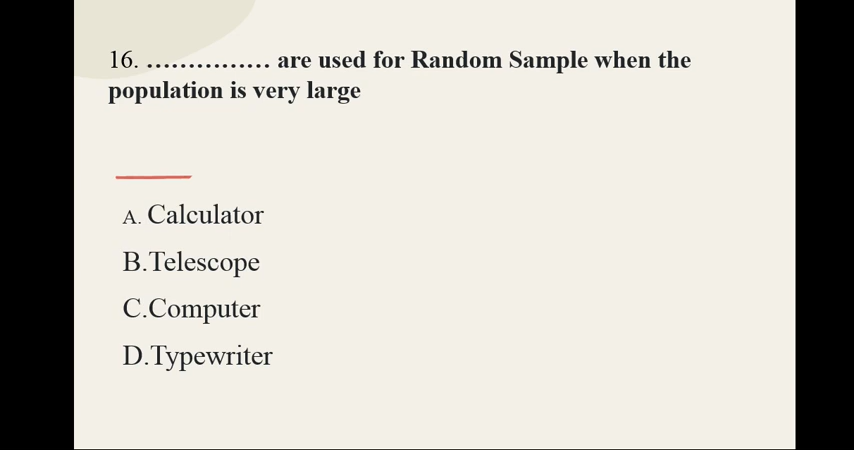 16. …………… are used for Random Sample when the
population is very large
A. Calculator
B.Telescope
C.Computer
D.Typewriter